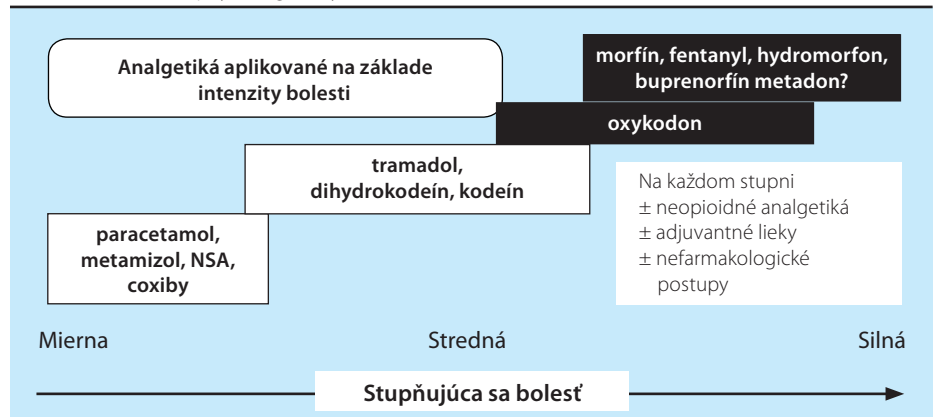 Analgetiká aplikované na základe
intenzity bolesti
morfín, fentanyl, hydromorfon,
buprenorfín metadon?
oxykodon
tramadol,
dihydrokodeín, kodeín
Na každom stupni
± neopioidné analgetiká
± adjuvantné lieky
± nefarmakologické
postupy
paracetamol,
metamizol, NSA,
coxiby
Mierna Stredná Silná
Stupňujúca sa bolesť